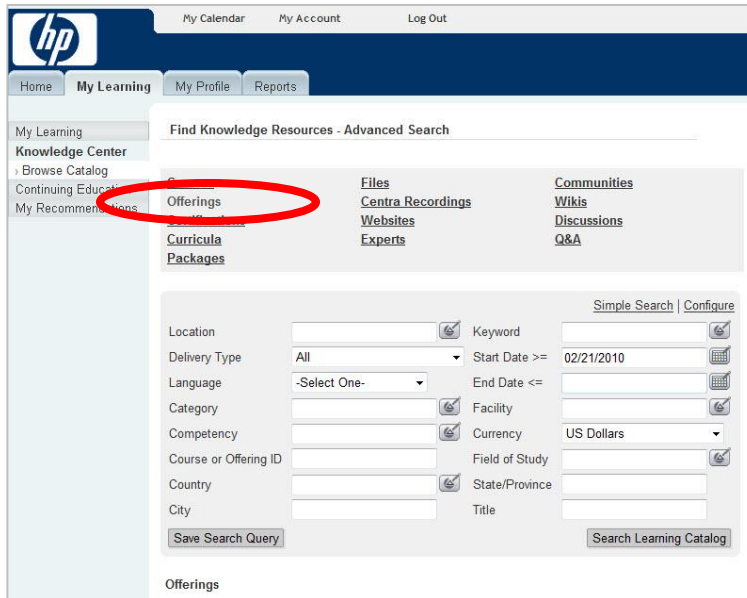 hp
My Calendar My Account Log Out
Home My Learning My Profile Reports
My Learning
Knowledge Center
› Browse Catalog
Continuing
My Recommendations
Find Knowledge Resources - Advanced Search
Files Communities
Offerings Centra Recordings Wikis
Websites Discussions
Curricula Experts Q&A
Packages
Simple Search | Configure
Location Keyword
Delivery Type All Start Date >= 02/21/2010
Language -Select One- End Date <=
Category Facility
Competency Currency US Dollars
Course or Offering ID Field of Study
Country State/Province
City Title
Save Search Query Search Learning Catalog
Offerings